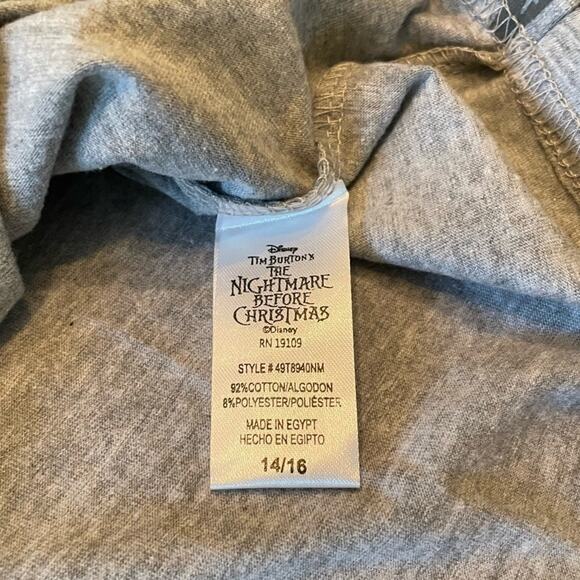 Disney
TIM BURTON'S
THE
NIGHTMARE
BEFORE
CHRISTMAS
©Disney
RN 19109
STYLE # 49T8940NM
92%COTTON/ALGODON
8%POLYESTER/POLIÉSTER
MADE IN EGYPT
HECHO EN EGIPTO
14/16